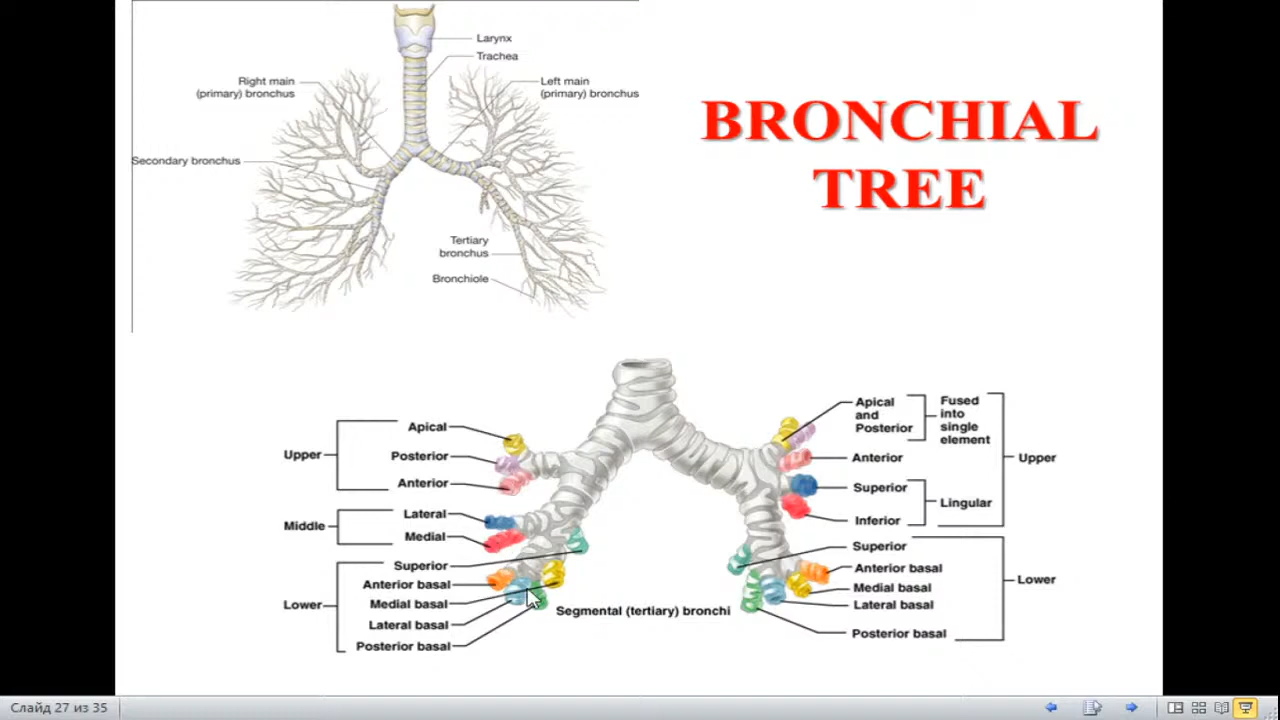 Larynx
Trachea
Right main
(primary) bronchus
Left main
(primary) bronchus
Secondary bronchus
Tertiary
bronchus
Bronchiole
BRONCHIAL
TREE
Upper
Apical
Posterior
Anterior
Middle
Lateral
Medial
Lower
Superior
Anterior basal
Medial basal
Lateral basal
Posterior basal
Segmental (tertiary) bronchi
Apical
and
Posterior
Fused
into
single
element
Anterior
Upper
Superior
Lingular
Inferior
Superior
Anterior basal
Lower
Medial basal
Lateral basal
Posterior basal
Слайд 27 из 35